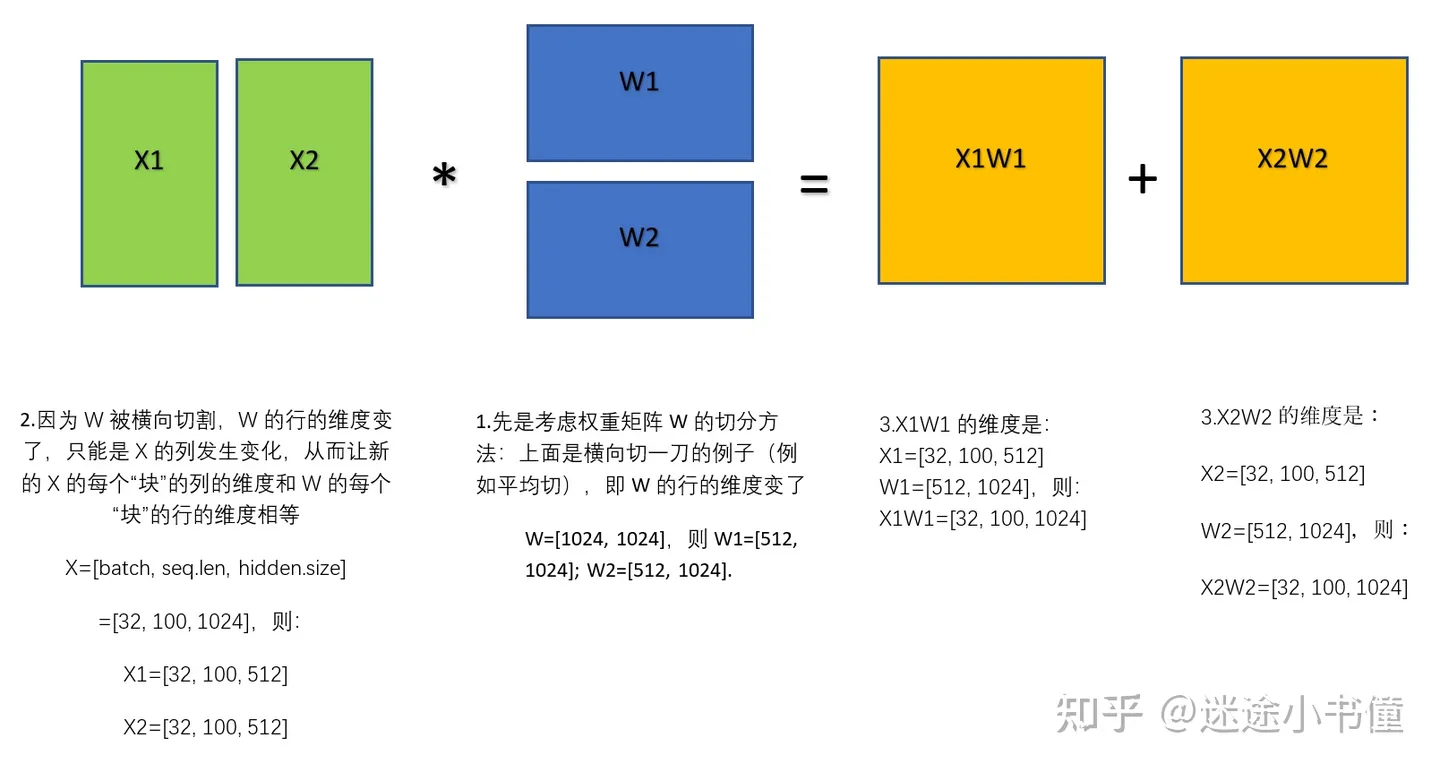 X1
X2
*
W1
W2
=
X1W1
+
X2W2
2.因为 W 被横向切割，W 的行的维度变
了，只能是 X 的列发生变化，从而让新
的 X 的每个“块”的列的维度和 W 的每个
“块”的行的维度相等
X=[batch, seq.len, hidden.size]
=[32, 100, 1024]，则：
X1=[32, 100, 512]
X2=[32, 100, 512]
1.先是考虑权重矩阵 W 的切分方
法：上面是横向切一刀的例子（例
如平均切），即 W 的行的维度变了
W=[1024, 1024]，则 W1=[512,
1024]; W2=[512, 1024].
3.X1W1 的维度是：
X1=[32, 100, 512]
W1=[512, 1024]，则：
X1W1=[32, 100, 1024]
3.X2W2 的维度是：
X2=[32, 100, 512]
W2=[512, 1024]，则：
X2W2=[32, 100, 1024]
知乎 @迷途小书僮